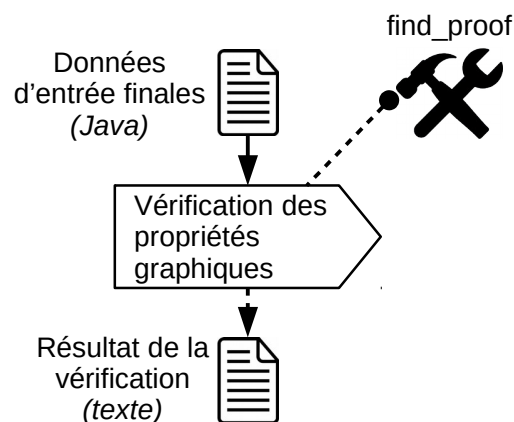 find_proof
Données
d’entrée finales
(Java)
Vérification des
propriétés
graphiques
Résultat de la
vérification
(texte)